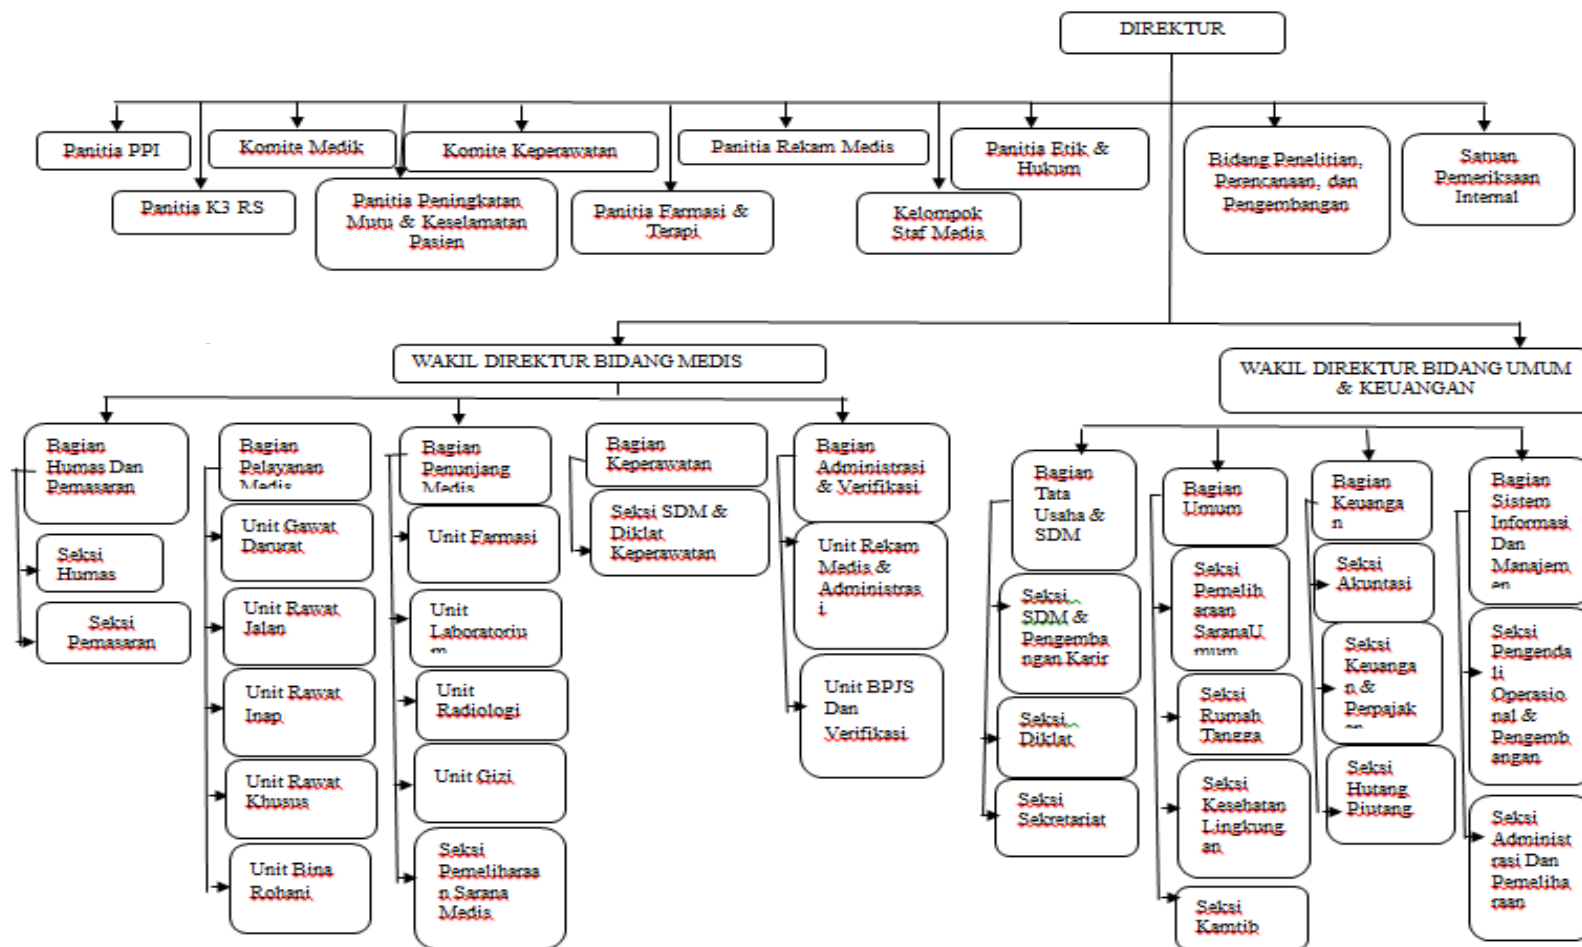 DIREKTUR
Panitia PPI
Komite Medik
Komite Keperawatan
Panitia Rekam Medis
Panitia Etik &
Hukum
Bidang Penelitian,
Perencanaan, dan
Pengembangan
Satuan
Pemeriksaan
Internal
Panitia K3 RS
Panitia Peningkatan
Mutu & Keselamatan
Pasien
Panitia Farmasi &
Terapi
Kelompok
Staf Medis
WAKIL DIREKTUR BIDANG MEDIS
WAKIL DIREKTUR BIDANG UMUM
& KEUANGAN
Bagian
Humas Dan
Pemasaran
Seksi
Humas
Seksi
Pemasaran
Bagian
Pelayanan
Medis
Unit Gawat
Darurat
Unit Rawat
Jalan
Unit Rawat
Inap
Unit Rawat
Khusus
Unit Bina
Rohani
Bagian
Penunjang
Medis
Unit Farmasi
Unit
Laboratoriu
m
Unit
Radiologi
Unit Gizi
Seksi
Pemeliharaa
n Sarana
Medis
Bagian
Keperawatan
Seksi SDM &
Diklat
Keperawatan
Bagian
Administrasi
& Verifikasi
Unit Rekam
Medis &
Administras
i
Unit BPJS
Dan
Verifikasi
Bagian
Tata
Usaha &
SDM
Seksi
SDM &
Pengemba
ngan Karir
Seksi
Diklat
Seksi
Sekretariat
Bagian
Umum
Seksi
Pemelih
araan
SaranaU
mum
Seksi
Rumah
Tangga
Seksi
Kesehatan
Lingkung
an
Seksi
Kamtib
Bagian
Keuanga
n
Seksi
Akuntasi
Seksi
Keuanga
n &
Perpajak
an
Seksi
Hutang
Piutang
Bagian
Sistem
Informasi
Dan
Manajem
en
Seksi
Pengenda
li
Operasio
nal &
Pengemb
angan
Seksi
Administ
rasi Dan
Pemeliha
raan